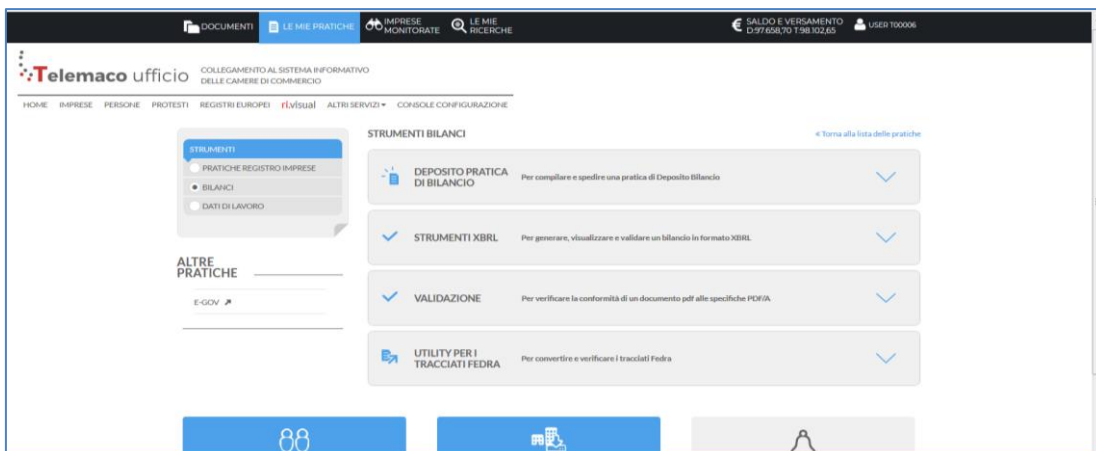 DOCUMENTI
LE MIE PRATICHE
IMPRESE
MONITORATE
LE MIE
RICERCHE
SALDO E VERSAMENTO
D:97.658,70 T:98.102,65
USER T00006
Telemaco ufficio
COLLEGAMENTO AL SISTEMA INFORMATIVO
DELLE CAMERE DI COMMERCIO
HOME IMPRESE PERSONE PROTESTI REGISTRI EUROPEI ri.visual ALTRI SERVIZI CONSOLE CONFIGURAZIONE
STRUMENTI
PRATICHE REGISTRO IMPRESE
BILANCI
DATI DI LAVORO
ALTRE
PRATICHE
E-GOV
STRUMENTI BILANCI
« Torna alla lista delle pratiche
DEPOSITO PRATICA
DI BILANCIO
Per compilare e spedire una pratica di Deposito Bilancio
STRUMENTI XBRL
Per generare, visualizzare e validare un bilancio in formato XBRL
VALIDAZIONE
Per verificare la conformità di un documento pdf alle specifiche PDF/A
UTILITY PER I
TRACCIATI FEDRA
Per convertire e verificare i tracciati Fedra